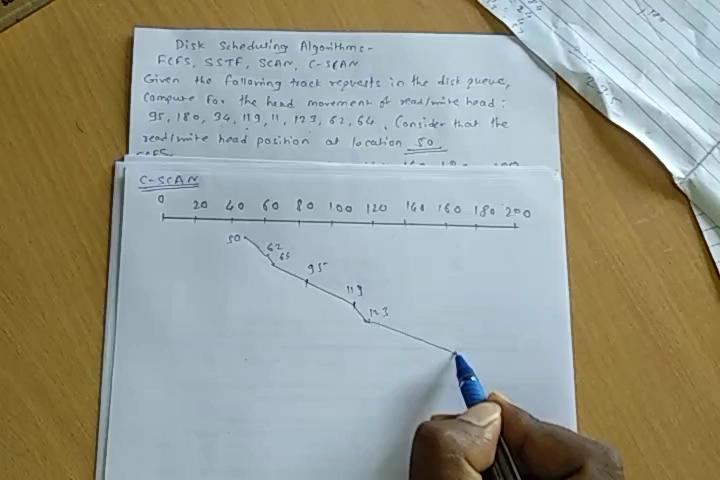 Disk Scheduling Algorithms-
FCFS, SSTF, SCAN, C-SCAN
Given the following track requests in the disk queue,
Compute for the head movement of read/write head:
95, 180, 34, 119, 11, 123, 62, 64. Consider that the
read/write head position at location 50.
C-SCAN
0 20 40 60 80 100 120 140 160 180 200
50
62
65
95
119
123